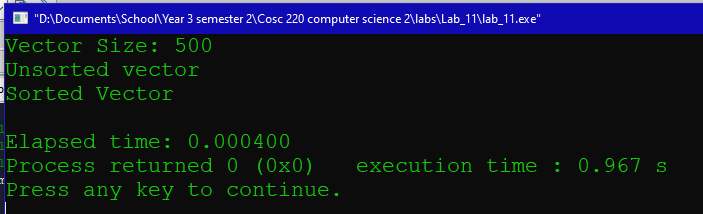 "D:\Documents\School\Year 3 semester 2\Cosc 220 computer science 2\labs\Lab_11\lab_11.exe"
Vector Size: 500
Unsorted vector
Sorted Vector
Elapsed time: 0.000400
Process returned 0 (0x0)   execution time : 0.967 s
Press any key to continue.